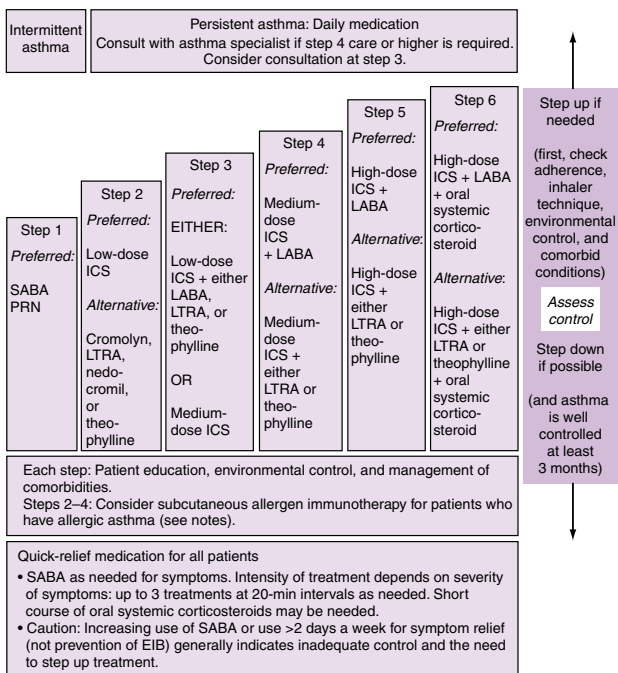 Intermittent
asthma
Persistent asthma: Daily medication
Consult with asthma specialist if step 4 care or higher is required.
Consider consultation at step 3.
Step 1
Preferred:
SABA
PRN
Step 2
Preferred:
Low-dose
ICS
Alternative:
Cromolyn,
LTRA,
nedo-
cromil,
or
theo-
phylline
Step 3
Preferred:
EITHER:
Low-dose
ICS + either
LABA,
LTRA, or
theo-
phylline
OR
Medium-
dose ICS
Step 4
Preferred:
Medium-
dose
ICS
+ LABA
Alternative:
Medium-
dose
ICS +
either
LTRA or
theo-
phylline
Step 5
Preferred:
High-dose
ICS +
LABA
Alternative:
High-dose
ICS +
either
LTRA or
theo-
phylline
Step 6
Preferred:
High-dose
ICS + LABA
+ oral
systemic
cortico-
steroid
Alternative:
High-dose
ICS + either
LTRA or
theophylline
+ oral
systemic
cortico-
steroid
Step up if
needed
(first, check
adherence,
inhaler
technique,
environmental
control, and
comorbid
conditions)
Assess
control
Step down
if possible
(and asthma
is well
controlled
at least
3 months)
Each step: Patient education, environmental control, and management of
comorbidities.
Steps 2–4: Consider subcutaneous allergen immunotherapy for patients who
have allergic asthma (see notes).
Quick-relief medication for all patients
• SABA as needed for symptoms. Intensity of treatment depends on severity
of symptoms: up to 3 treatments at 20-min intervals as needed. Short
course of oral systemic corticosteroids may be needed.
• Caution: Increasing use of SABA or use >2 days a week for symptom relief
(not prevention of EIB) generally indicates inadequate control and the need
to step up treatment.